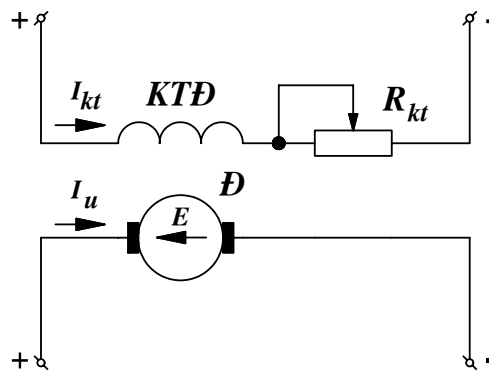 + -
I_kt KTĐ R_kt
Đ
I_u E
+ -